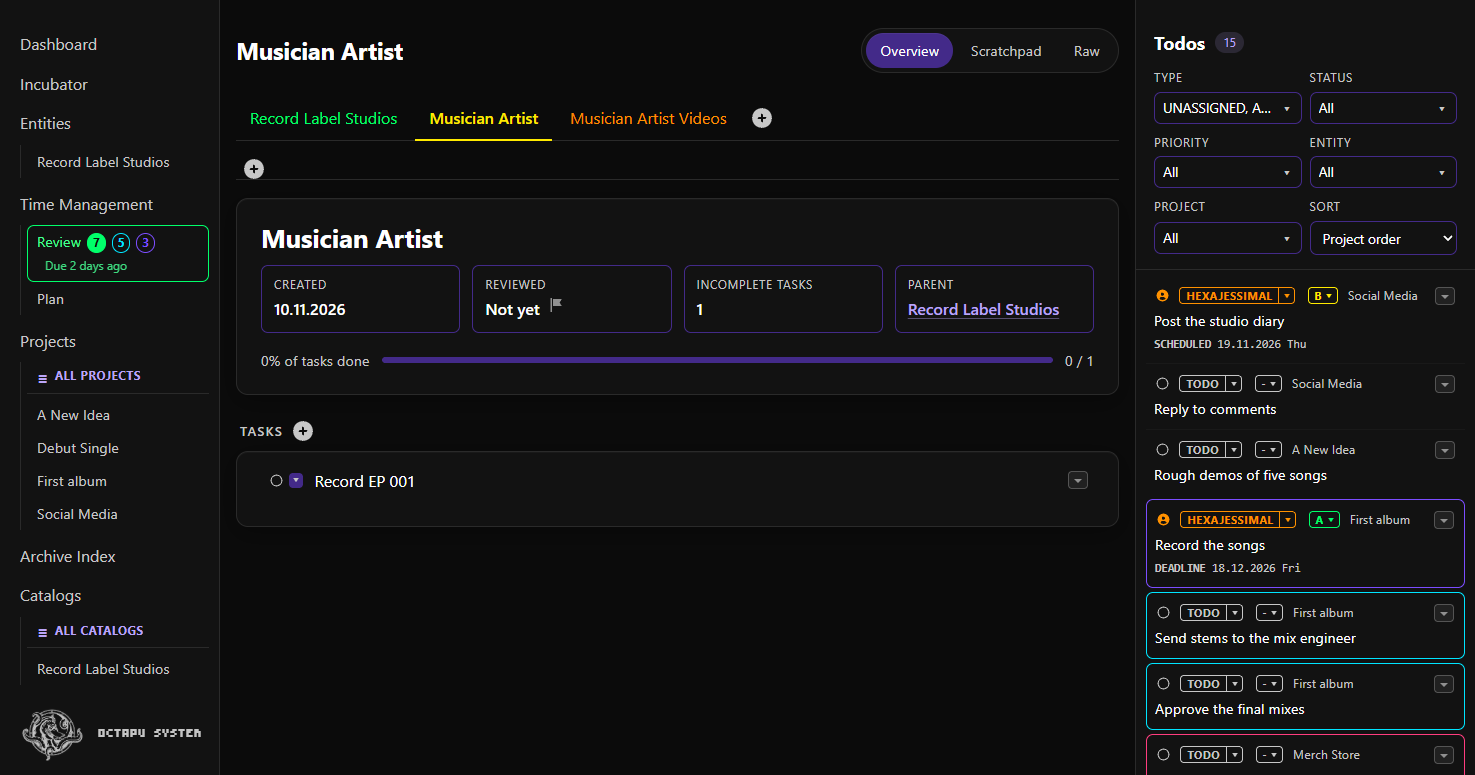 Dashboard
Incubator
Entities
Record Label Studios
Time Management
Review 7 5 3
Due 2 days ago
Plan
Projects
ALL PROJECTS
A New Idea
Debut Single
First album
Social Media
Archive Index
Catalogs
ALL CATALOGS
Record Label Studios
OCTAPU SYSTEM
Musician Artist
Overview Scratchpad Raw
Record Label Studios Musician Artist Musician Artist Videos
Musician Artist
CREATED
10.11.2026
REVIEWED
Not yet
INCOMPLETE TASKS
1
PARENT
Record Label Studios
0% of tasks done 0 / 1
TASKS
Record EP 001
Todos 15
TYPE STATUS
UNASSIGNED, A... All
PRIORITY ENTITY
All All
PROJECT SORT
All Project order
HEXAJESSIMAL B Social Media
Post the studio diary
SCHEDULED 19.11.2026 Thu
TODO - Social Media
Reply to comments
TODO - A New Idea
Rough demos of five songs
HEXAJESSIMAL A First album
Record the songs
DEADLINE 18.12.2026 Fri
TODO - First album
Send stems to the mix engineer
TODO - First album
Approve the final mixes
TODO - Merch Store